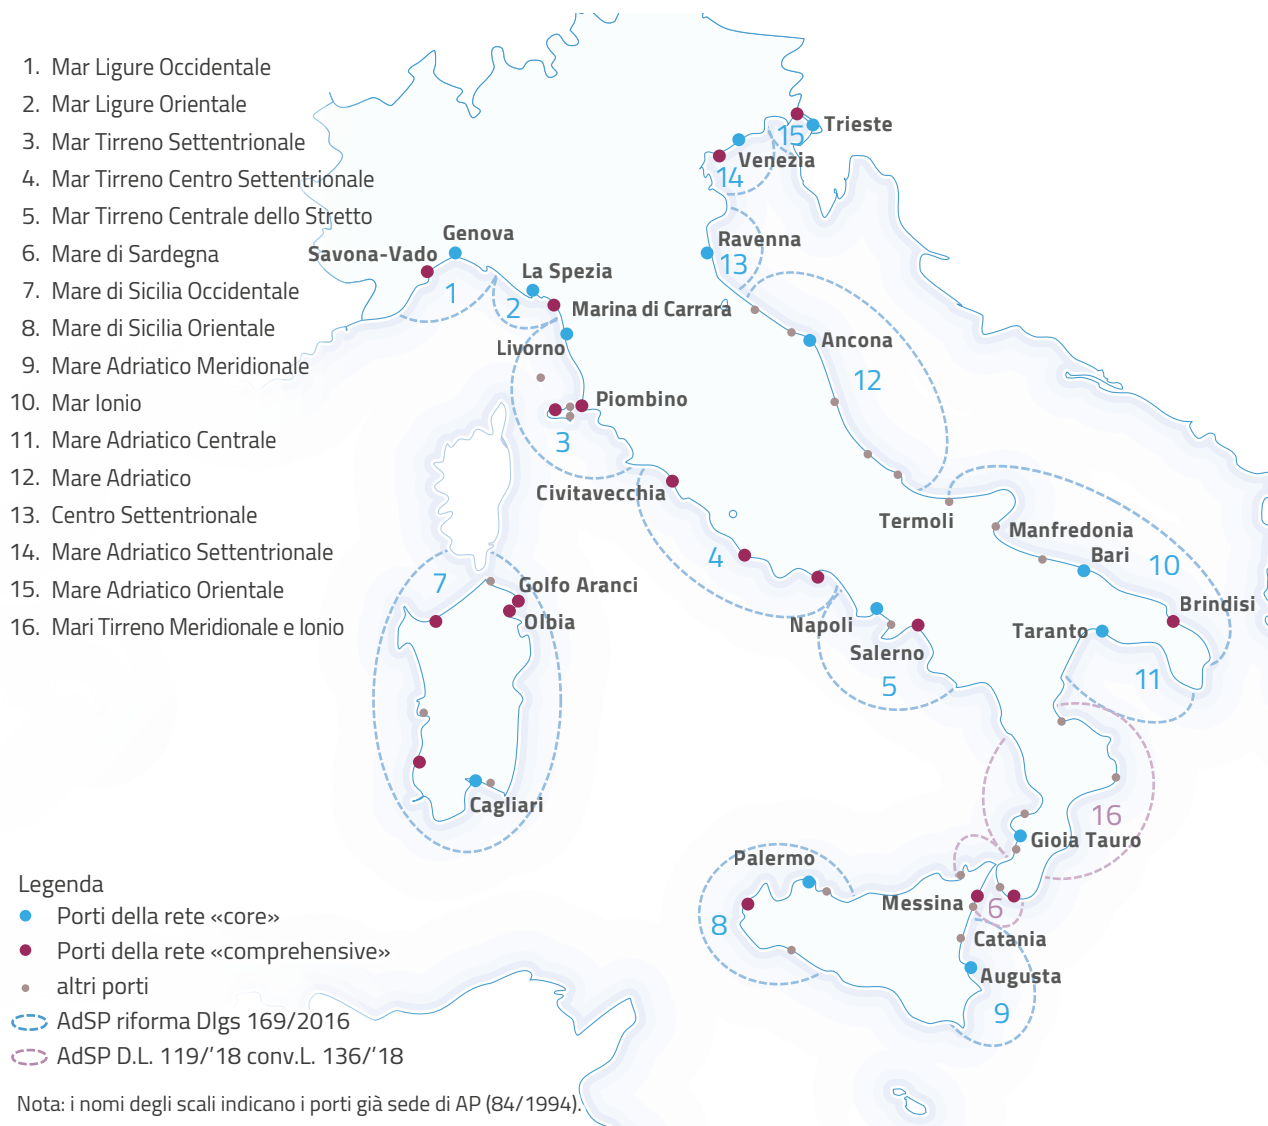 1. Mar Ligure Occidentale
2. Mar Ligure Orientale
3. Mar Tirreno Settentrionale
4. Mar Tirreno Centro Settentrionale
5. Mar Tirreno Centrale dello Stretto
6. Mare di Sardegna
7. Mare di Sicilia Occidentale
8. Mare di Sicilia Orientale
9. Mare Adriatico Meridionale
10. Mar Ionio
11. Mare Adriatico Centrale
12. Mare Adriatico
13. Centro Settentrionale
14. Mare Adriatico Settentrionale
15. Mare Adriatico Orientale
16. Mari Tirreno Meridionale e Ionio
Trieste
15
Venezia
14
Genova
Ravenna
Savona-Vado
13
La Spezia
1
2
Marina di Carrara
Livorno
Ancona
12
Piombino
3
Civitavecchia
Termoli
Manfredonia
Bari
4
10
7
Golfo Aranci
Olbia
Brindisi
Napoli
Taranto
Salerno
5
11
Cagliari
16
Gioia Tauro
Palermo
Messina
6
8
Catania
Augusta
9
Legenda
Porti della rete «core»
Porti della rete «comprehensive»
altri porti
AdSP riforma Dlgs 169/2016
AdSP D.L. 119/’18 conv.L. 136/’18
Nota: i nomi degli scali indicano i porti già sede di AP (84/1994).